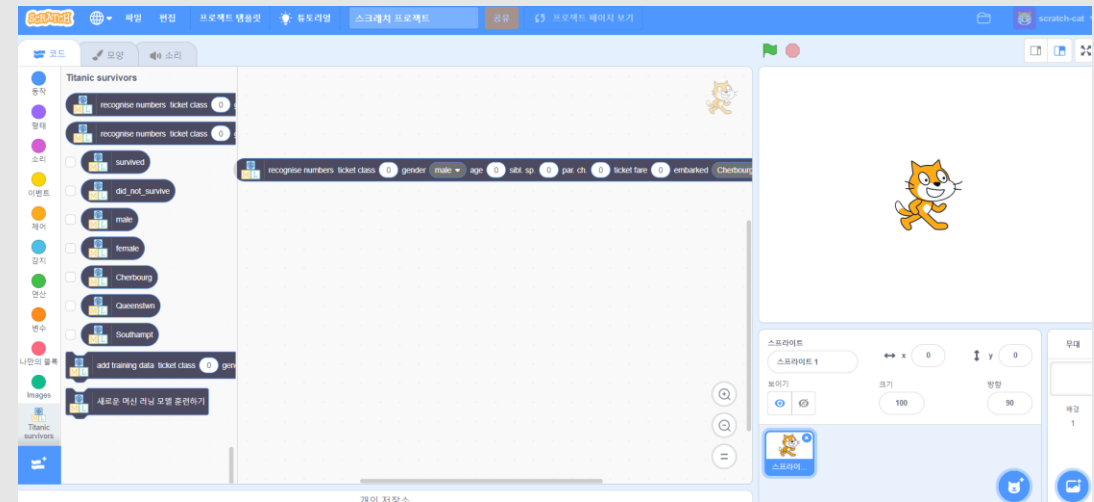 SCRATCH 파일 편집 프로젝트 템플릿 튜토리얼 스크래치 프로젝트 공유 프로젝트 페이지 보기 scratch-cat
코드 모양 소리
동작
형태
소리
이벤트
제어
감지
연산
변수
나만의 블록
Images
Titanic
survivors
Titanic survivors
recognise numbers ticket class 0
recognise numbers ticket class 0
survived
did_not_survive
male
female
Cherbourg
Queenstwn
Southampt
add training data ticket class 0 gen
새로운 머신 러닝 모델 훈련하기
recognise numbers ticket class 0 gender male age 0 sibl. sp. 0 par. ch. 0 ticket fare 0 embarked Cherbourg
개인 저장소
스프라이트
스프라이트 1
x 0 y 0
보이기 크기 방향
100 90
스프라이...
무대
배경
1